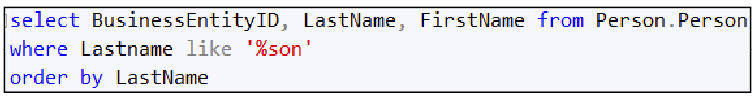 select BusinessEntityID, LastName, FirstName from Person.Person
where Lastname like '%son'
order by LastName